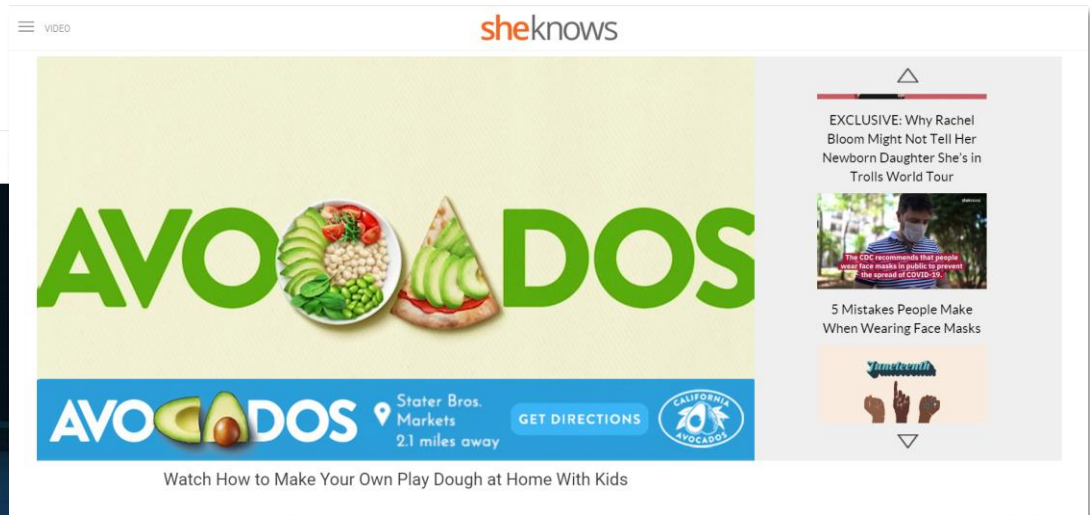 VIDEO
sheknows
AVOCADOS
AVOCADOS
Stater Bros.
Markets
2.1 miles away
GET DIRECTIONS
CALIFORNIA
AVOCADOS
Watch How to Make Your Own Play Dough at Home With Kids
EXCLUSIVE: Why Rachel
Bloom Might Not Tell Her
Newborn Daughter She's in
Trolls World Tour
sheknows
The CDC recommends that people
wear face masks in public to prevent
the spread of COVID-19.
5 Mistakes People Make
When Wearing Face Masks
Juneteenth